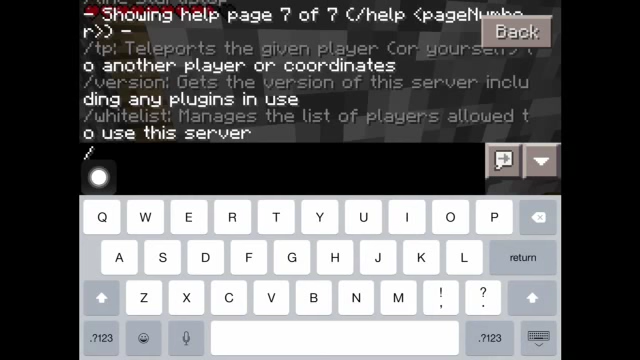 - Showing help page 7 of 7 (/help <pageNumbe
r>) -
Back
/tp: Teleports the given player (or yourself) t
o another player or coordinates
/version: Gets the version of this server inclu
ding any plugins in use
/whitelist: Manages the list of players allowed t
o use this server
/
Q W E R T Y U I O P
A S D F G H J K L return
Z X C V B N M ! , ? .
.?123 .?123